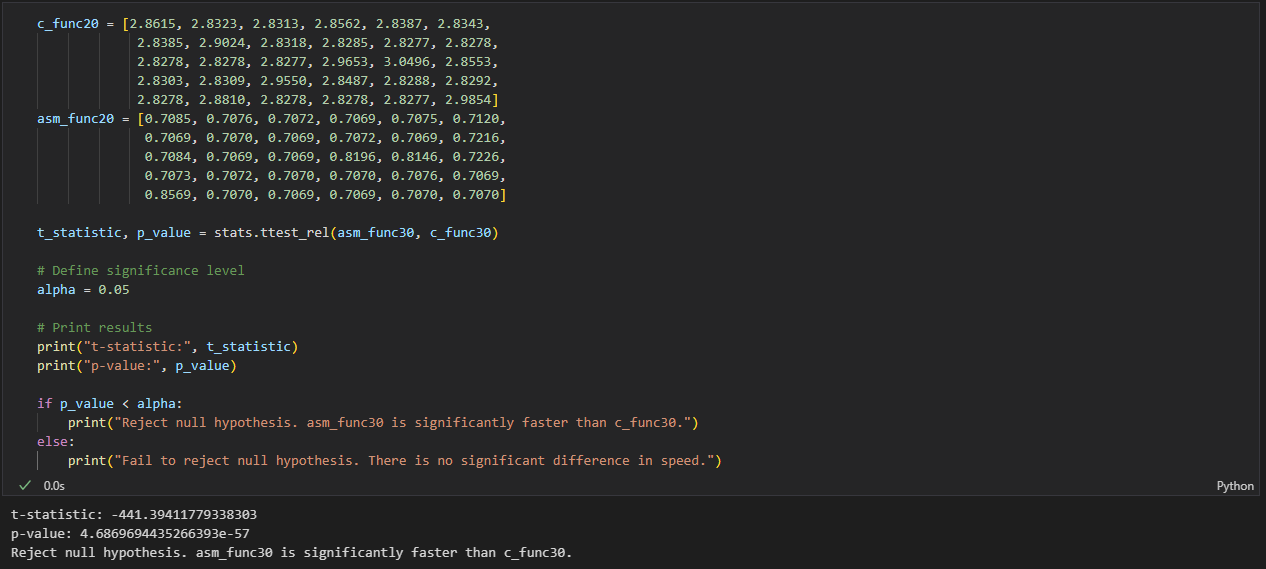 c_func20 = [2.8615, 2.8323, 2.8313, 2.8562, 2.8387, 2.8343,
2.8385, 2.9024, 2.8318, 2.8285, 2.8277, 2.8278,
2.8278, 2.8278, 2.8277, 2.9653, 3.0496, 2.8553,
2.8303, 2.8309, 2.9550, 2.8487, 2.8288, 2.8292,
2.8278, 2.8810, 2.8278, 2.8278, 2.8277, 2.9854]
asm_func20 = [0.7085, 0.7076, 0.7072, 0.7069, 0.7075, 0.7120,
0.7069, 0.7070, 0.7069, 0.7072, 0.7069, 0.7216,
0.7084, 0.7069, 0.7069, 0.8196, 0.8146, 0.7226,
0.7073, 0.7072, 0.7070, 0.7070, 0.7076, 0.7069,
0.8569, 0.7070, 0.7069, 0.7069, 0.7070, 0.7070]
t_statistic, p_value = stats.ttest_rel(asm_func30, c_func30)
# Define significance level
alpha = 0.05
# Print results
print("t-statistic:", t_statistic)
print("p-value:", p_value)
if p_value < alpha:
print("Reject null hypothesis. asm_func30 is significantly faster than c_func30.")
else:
print("Fail to reject null hypothesis. There is no significant difference in speed.")
0.0s
Python
t-statistic: -441.39411779338303
p-value: 4.6869694435266393e-57
Reject null hypothesis. asm_func30 is significantly faster than c_func30.